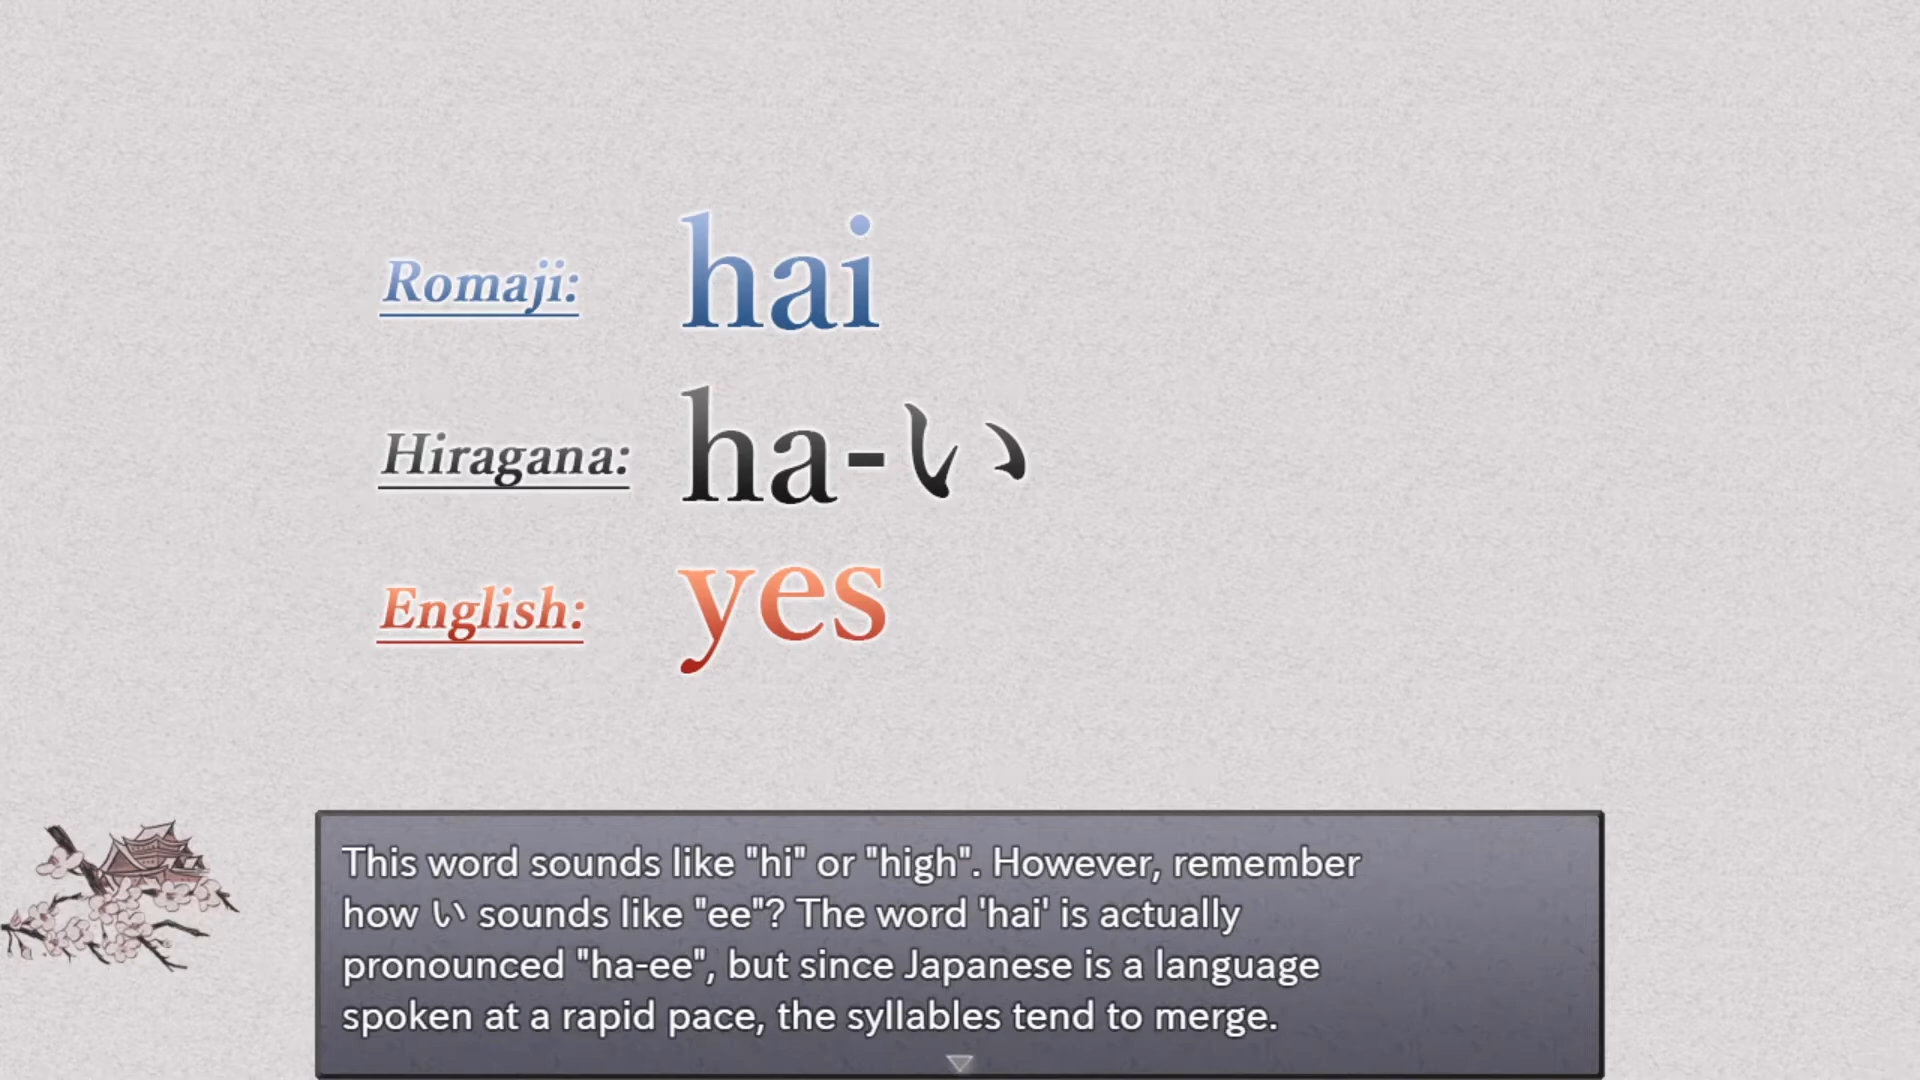 Romaji: hai
Hiragana: ha-い
English: yes
This word sounds like "hi" or "high". However, remember
how い sounds like "ee"? The word 'hai' is actually
pronounced "ha-ee", but since Japanese is a language
spoken at a rapid pace, the syllables tend to merge.